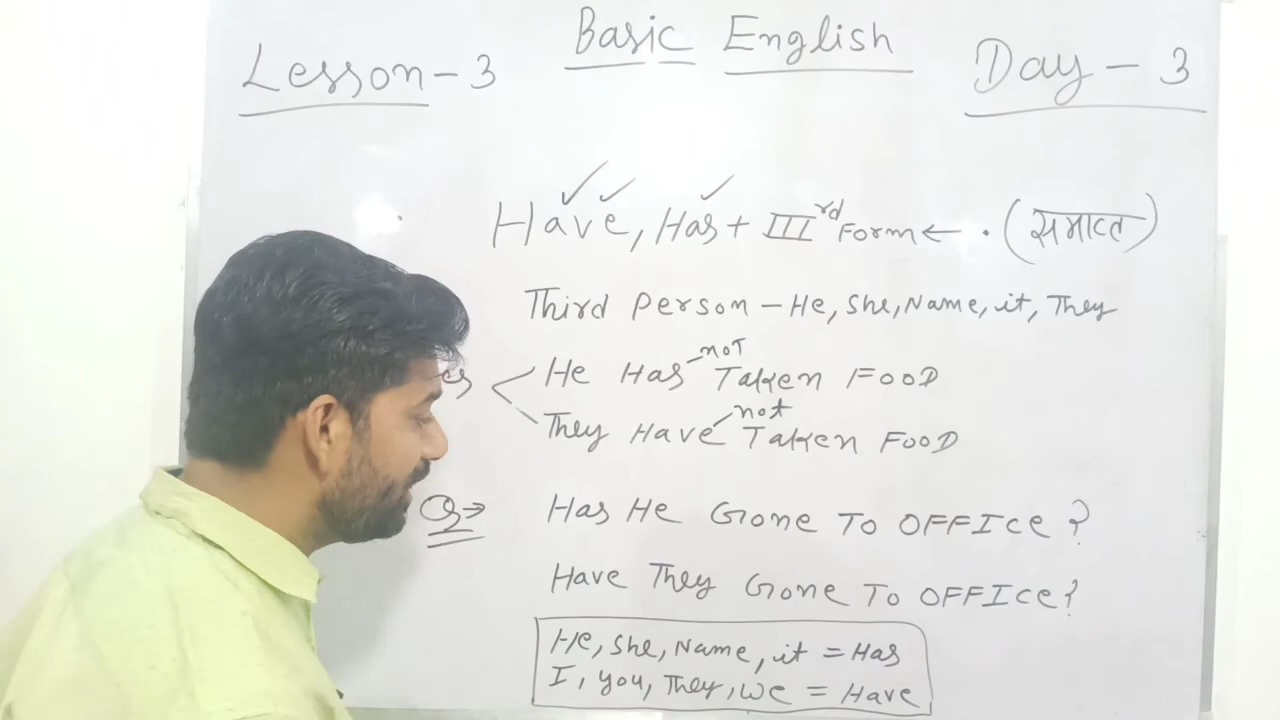 Basic English
Lesson-3
Day-3
Have, Has + III rd Form ← . (समाप्त)
Third Person - He, She, Name, it, They
He Has not Taken Food
They Have not Taken Food
Q→ Has He Gone To Office?
Have They Gone To Office?
He, She, Name, it = Has
I, you, They, we = Have